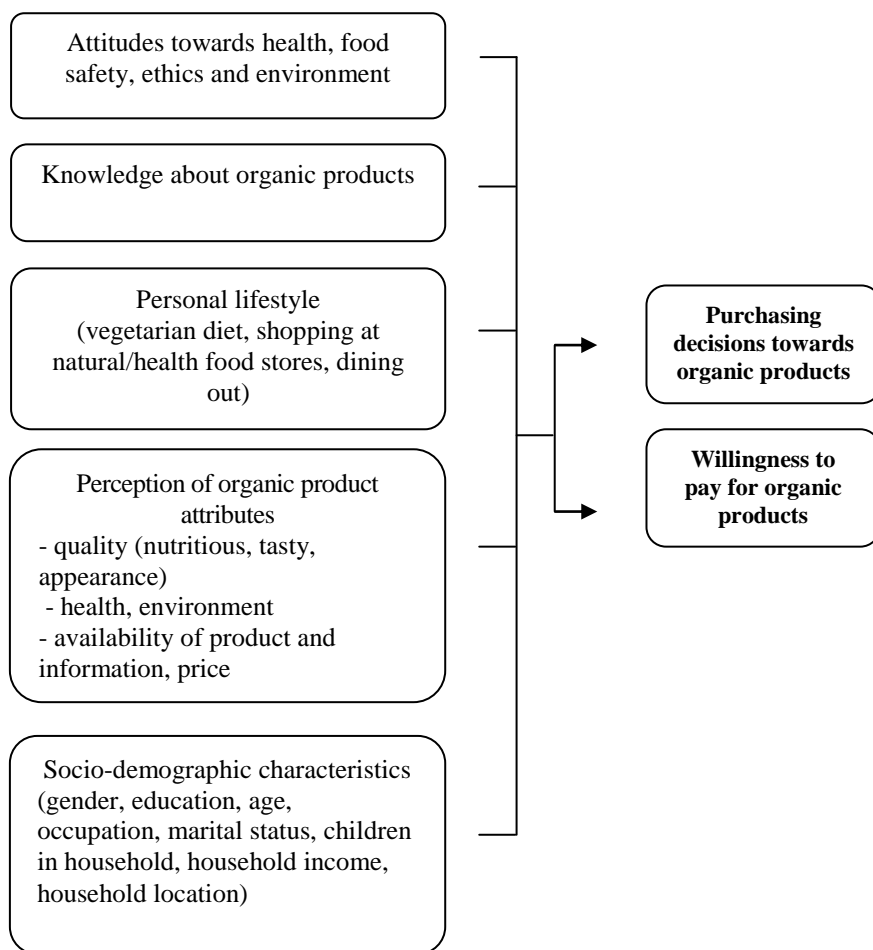 Attitudes towards health, food
safety, ethics and environment
Knowledge about organic products
Personal lifestyle
(vegetarian diet, shopping at
natural/health food stores, dining
out)
Perception of organic product
attributes
- quality (nutritious, tasty,
appearance)
- health, environment
- availability of product and
information, price
Socio-demographic characteristics
(gender, education, age,
occupation, marital status, children
in household, household income,
household location)
Purchasing
decisions towards
organic products
Willingness to
pay for organic
products